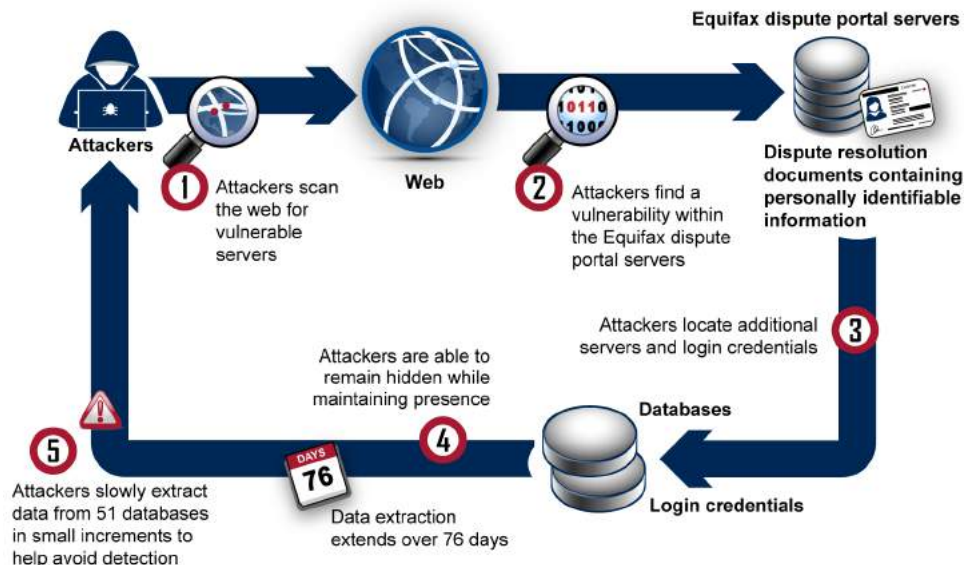 Equifax dispute portal servers
Attackers
1
Attackers scan
the web for
vulnerable
servers
Web
01101
1000
2
Attackers find a
vulnerability within
the Equifax dispute
portal servers
Dispute resolution
documents containing
personally identifiable
information
3
Attackers locate additional
servers and login credentials
Databases
Login credentials
4
Attackers are able to
remain hidden while
maintaining presence
DAYS
76
Data extraction
extends over 76 days
5
Attackers slowly extract
data from 51 databases
in small increments to
help avoid detection